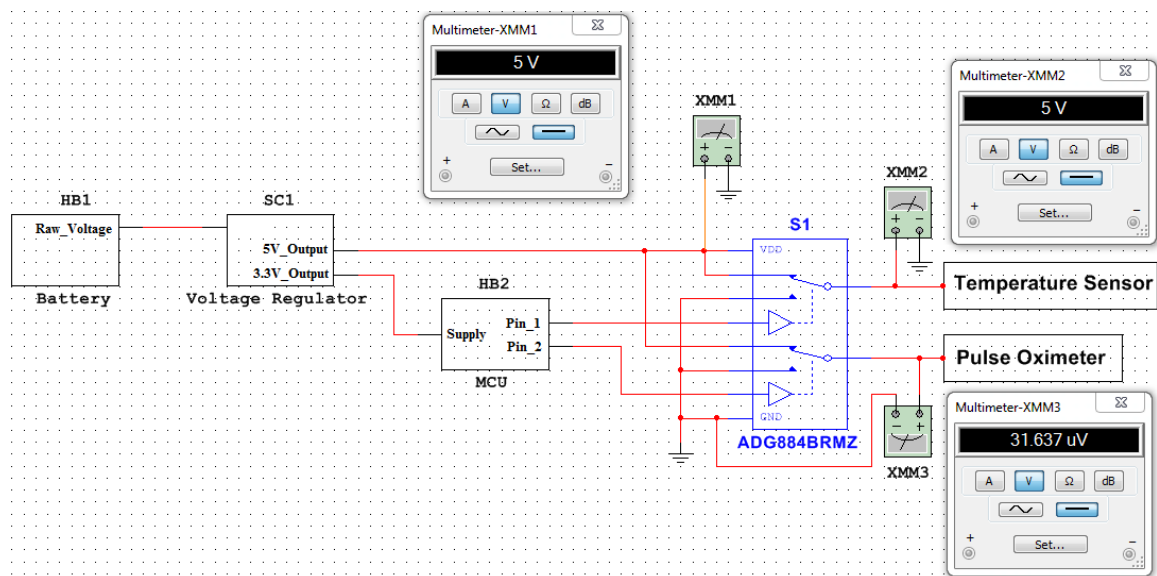 Multimeter-XMM1
5 V
A V Ω dB
+ Set... -
XMM1
+ -
Multimeter-XMM2
5 V
A V Ω dB
+ Set... -
XMM2
+ -
HB1
Raw_Voltage
Battery
SC1
5V_Output
3.3V_Output
Voltage Regulator
HB2
Supply
Pin_1
Pin_2
MCU
S1
VDD
GND
ADG884BRMZ
Temperature Sensor
Pulse Oximeter
- +
XMM3
Multimeter-XMM3
31.637 uV
A V Ω dB
+ Set... -